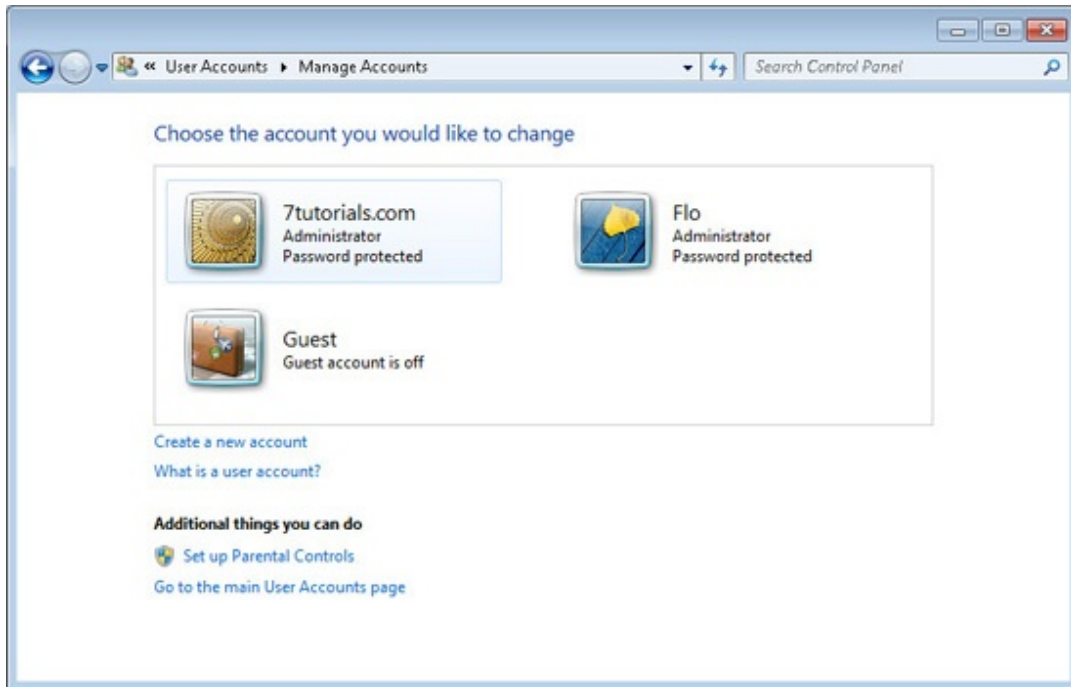 « User Accounts ▸ Manage Accounts
Search Control Panel
Choose the account you would like to change
7tutorials.com
Administrator
Password protected
Flo
Administrator
Password protected
Guest
Guest account is off
Create a new account
What is a user account?
Additional things you can do
Set up Parental Controls
Go to the main User Accounts page